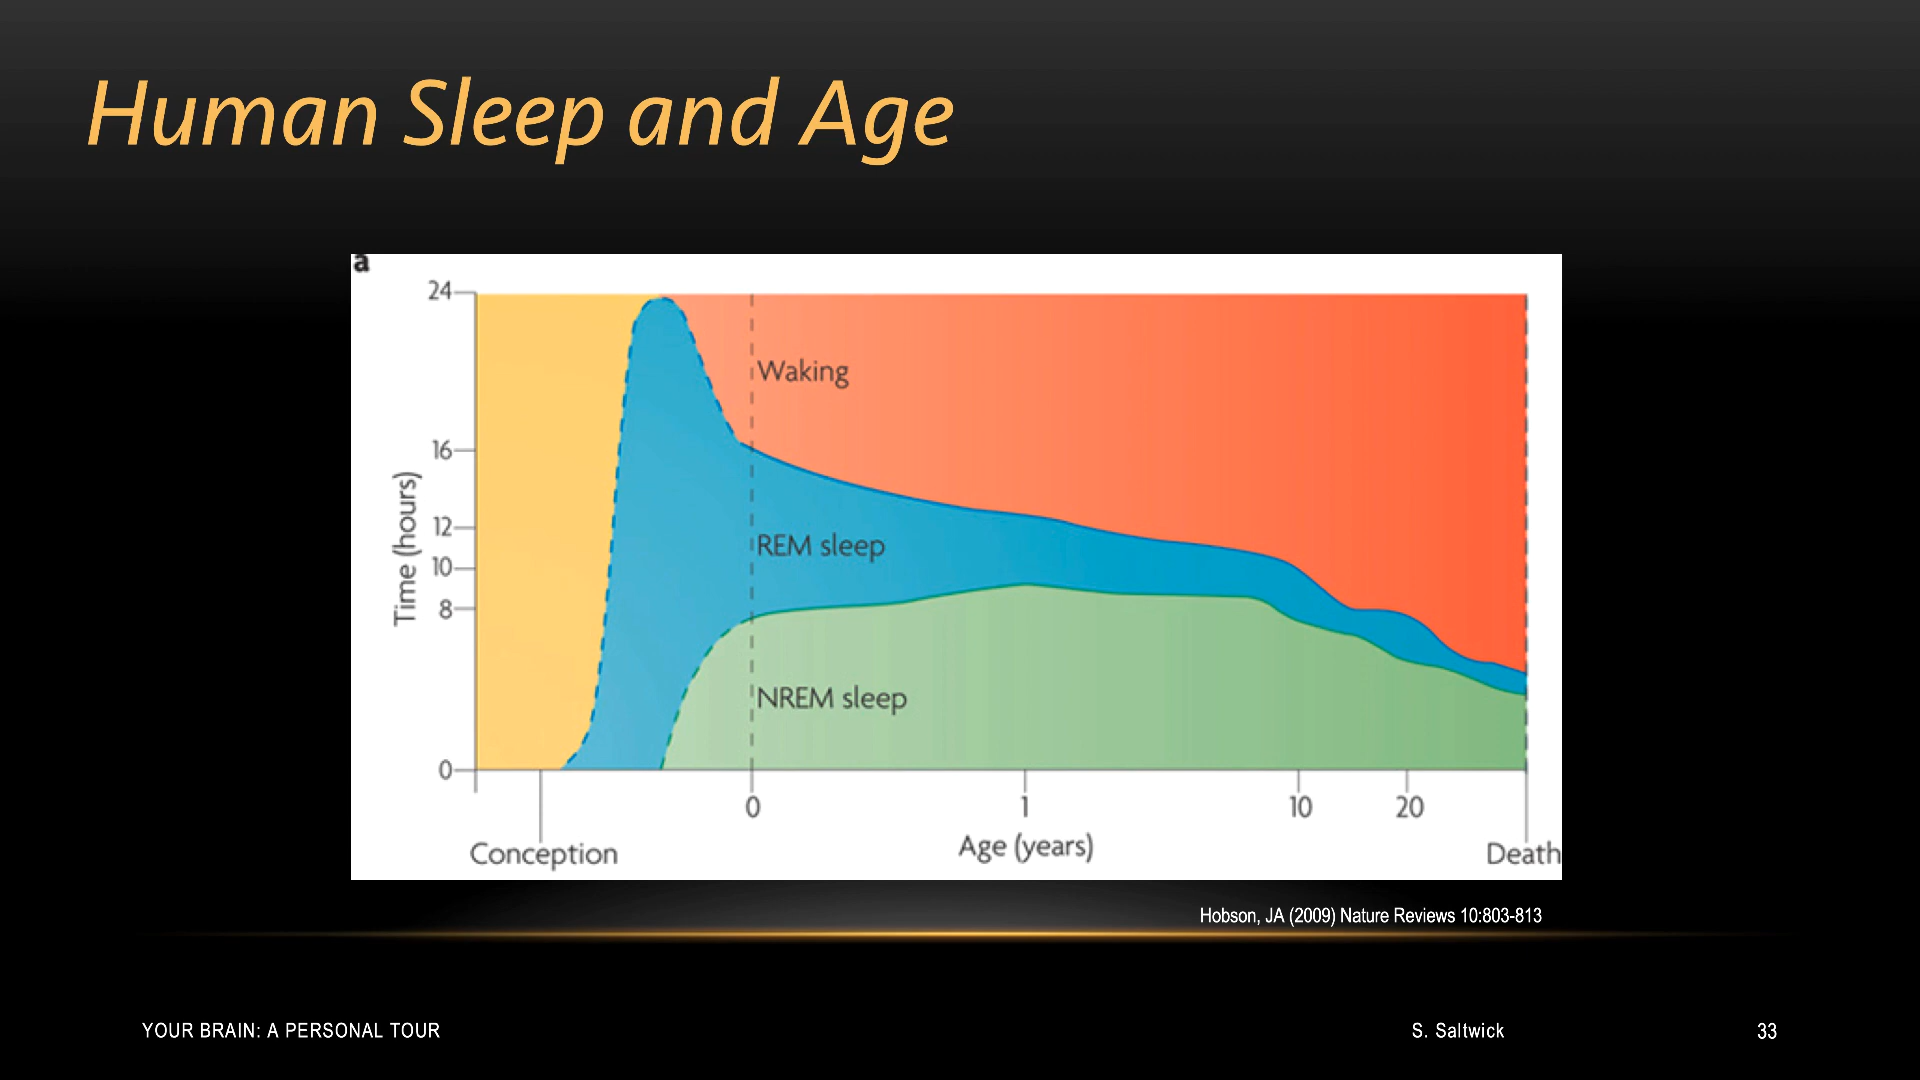 Human Sleep and Age
a
24
16
12
10
8
0
Time (hours)
Waking
REM sleep
NREM sleep
0
1
10
20
Conception
Age (years)
Death
Hobson, JA (2009) Nature Reviews 10:803-813
YOUR BRAIN: A PERSONAL TOUR
S. Saltwick
33